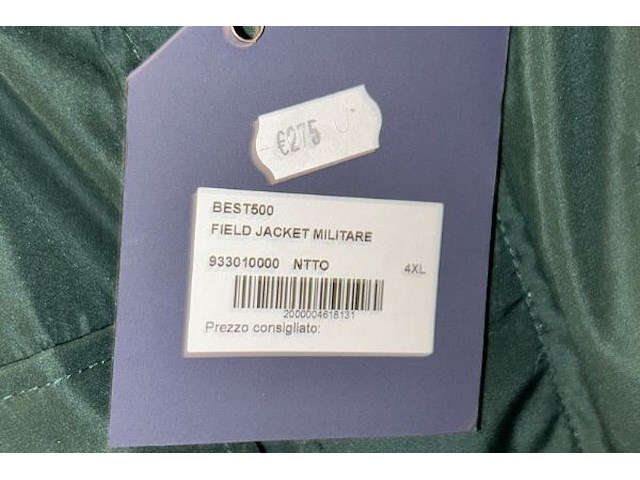 €275
BEST500
FIELD JACKET MILITARE
933010000 NTTO 4XL
2000004618131
Prezzo consigliato: